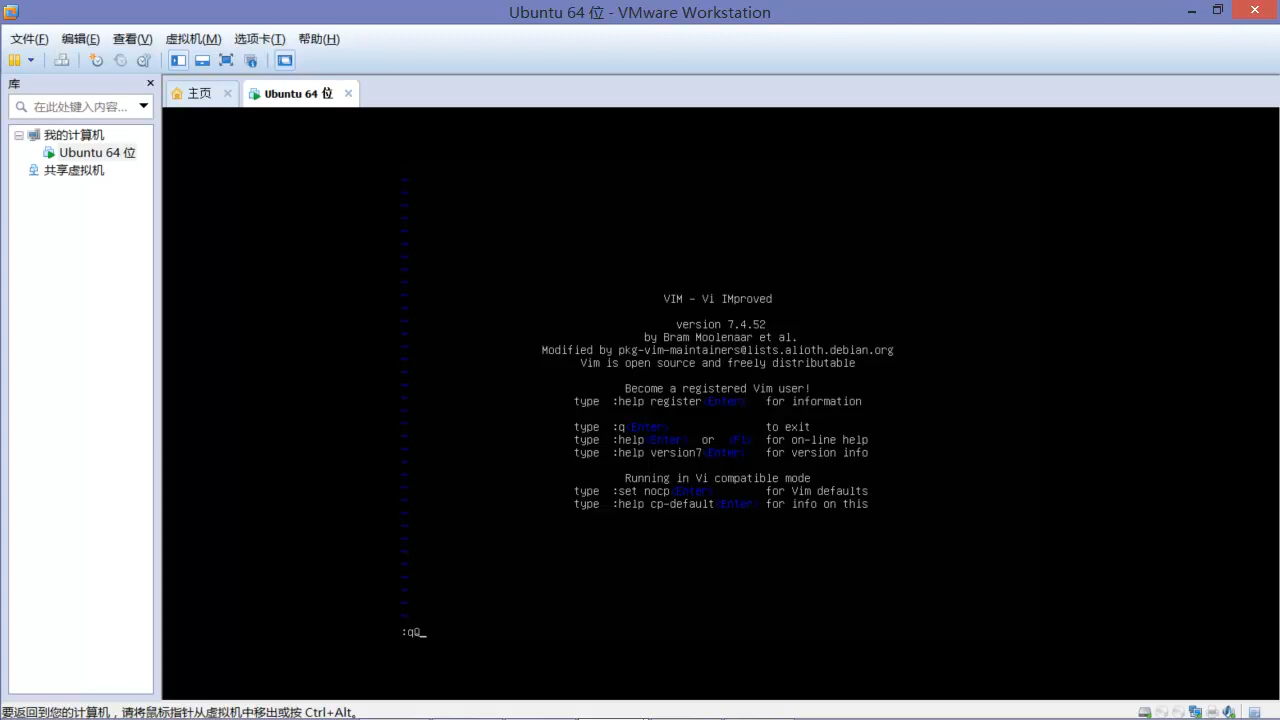 Ubuntu 64 位 - VMware Workstation
文件(F) 编辑(E) 查看(V) 虚拟机(M) 选项卡(T) 帮助(H)
库
在此处键入内容...
我的计算机
Ubuntu 64 位
共享虚拟机
主页
Ubuntu 64 位
VIM - Vi IMproved
version 7.4.52
by Bram Moolenaar et al.
Modified by pkg-vim-maintainers@lists.alioth.debian.org
Vim is open source and freely distributable
Become a registered Vim user!
type :help register<Enter> for information
type :q<Enter> to exit
type :help<Enter> or <F1> for on-line help
type :help version7<Enter> for version info
Running in Vi compatible mode
type :set nocp<Enter> for Vim defaults
type :help cp-default<Enter> for info on this
:qQ_
要返回到您的计算机，请将鼠标指针从虚拟机中移出或按 Ctrl+Alt。